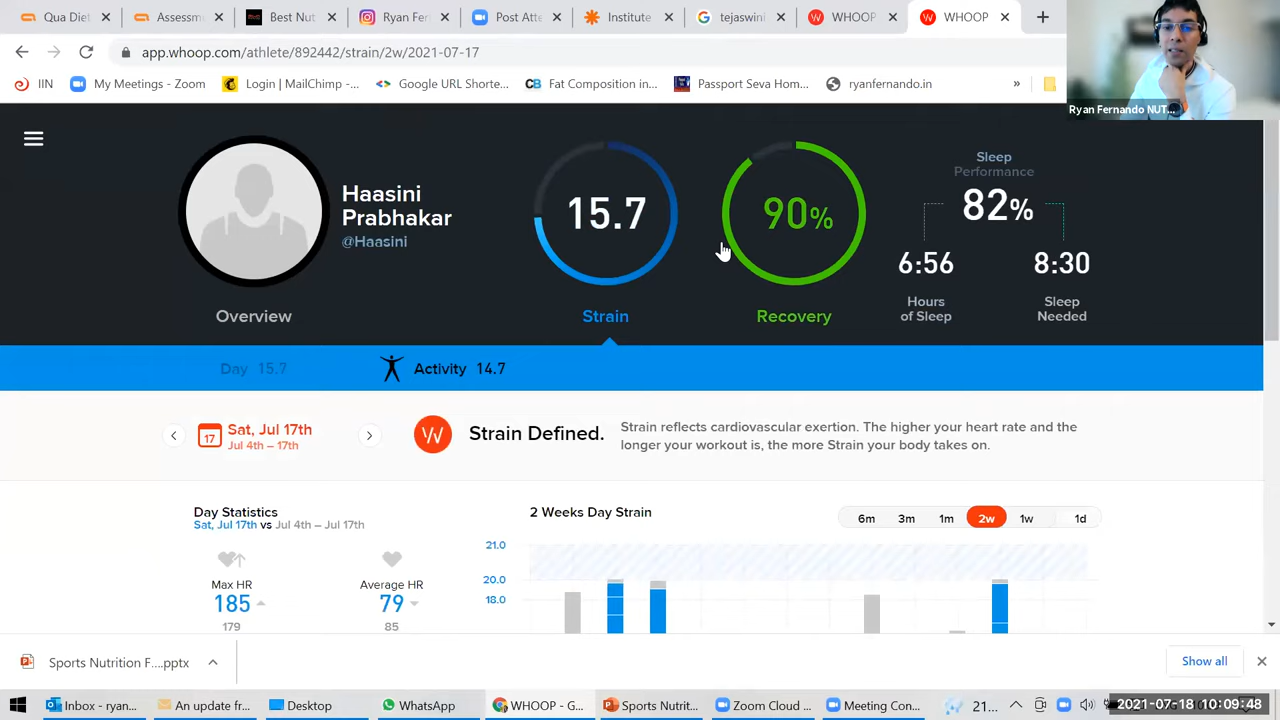 Qua Diet
Assessm
Best Nut
Ryan Fe
Post Atte
Institute
tejaswini
WHOOP
WHOOP
app.whoop.com/athlete/892442/strain/2w/2021-07-17
IIN
My Meetings - Zoom
Login | MailChimp -...
Google URL Shorte...
Fat Composition in...
Passport Seva Hom...
ryanfernando.in
»
Ryan Fernando NUT...
Haasini
Prabhakar
@Haasini
Overview
15.7
Strain
90%
Recovery
Sleep
Performance
82%
6:56
8:30
Hours
of Sleep
Sleep
Needed
Day 15.7
Activity 14.7
17
Sat, Jul 17th
Jul 4th – 17th
W
Strain Defined.
Strain reflects cardiovascular exertion. The higher your heart rate and the
longer your workout is, the more Strain your body takes on.
Day Statistics
Sat, Jul 17th vs Jul 4th – Jul 17th
Max HR
185
179
Average HR
79
85
2 Weeks Day Strain
6m 3m 1m 2w 1w 1d
21.0
20.0
18.0
Sports Nutrition F....pptx
Show all
Inbox - ryan...
An update fr...
Desktop
WhatsApp
WHOOP - G...
Sports Nutrit...
Zoom Cloud ...
Meeting Con...
21...
2021-07-18 10:09:48